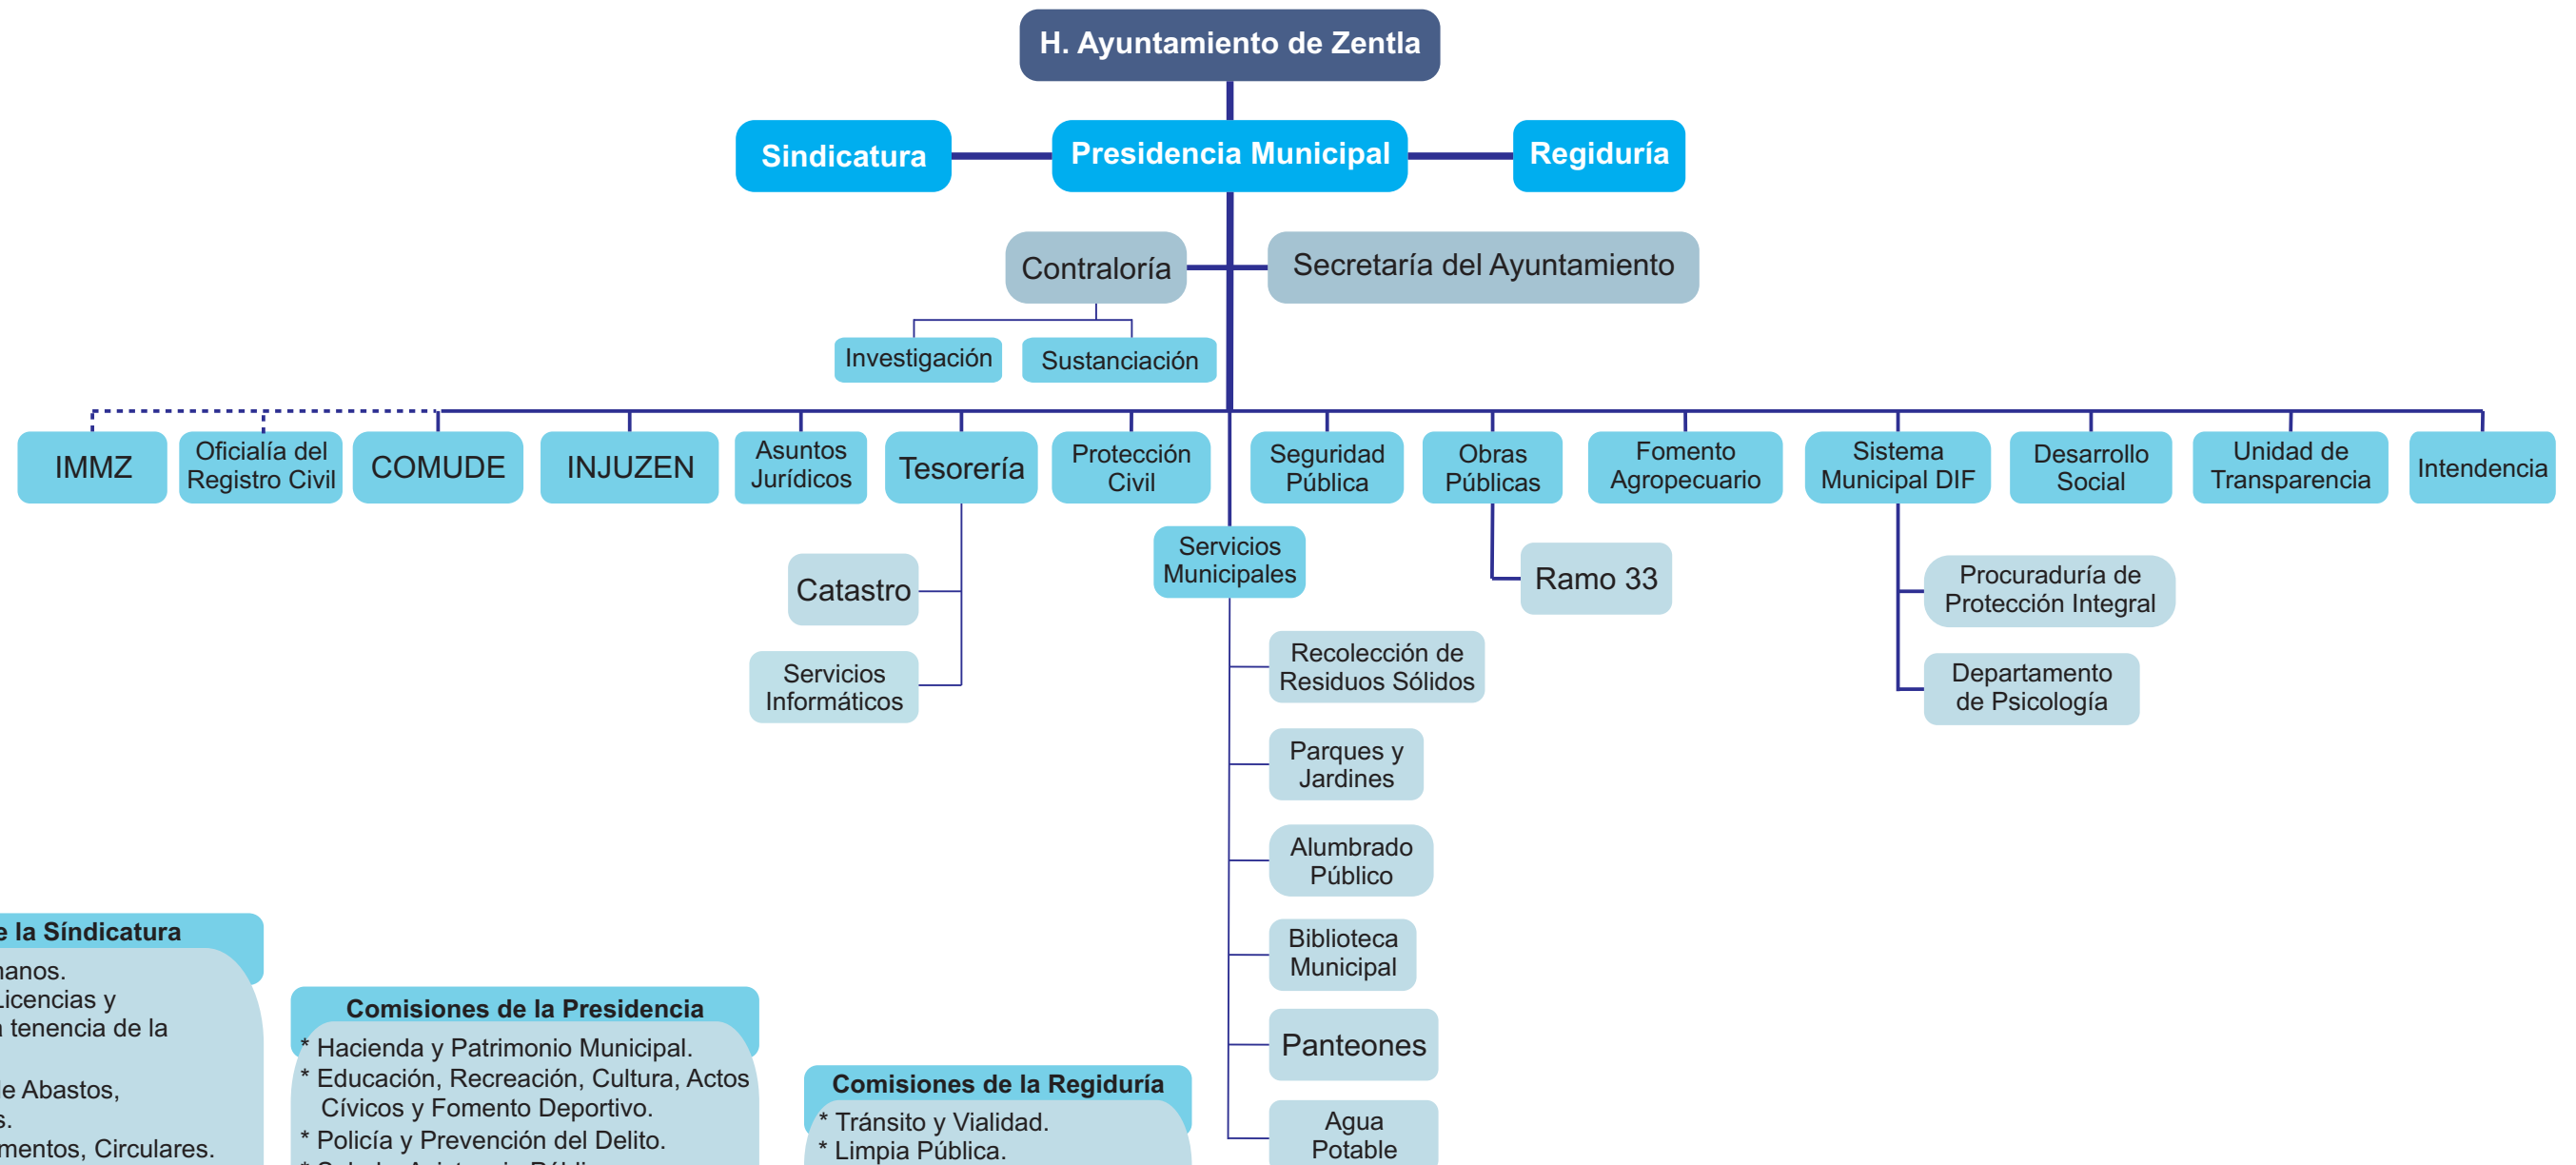 H. Ayuntamiento de Zentla
Sindicatura
Presidencia Municipal
Regiduría
Contraloría
Secretaría del Ayuntamiento
Investigación
Sustanciación
IMMZ
Oficialía del
Registro Civil
COMUDE
INJUZEN
Asuntos
Jurídicos
Tesorería
Protección
Civil
Seguridad
Pública
Obras
Públicas
Fomento
Agropecuario
Sistema
Municipal DIF
Desarrollo
Social
Unidad de
Transparencia
Intendencia
Servicios
Municipales
Catastro
Servicios
Informáticos
Ramo 33
Procuraduría de
Protección Integral
Departamento
de Psicología
Recolección de
Residuos Sólidos
Parques y
Jardines
Alumbrado
Público
Biblioteca
Municipal
Panteones
Agua
Potable
la Síndicatura
Licencias y
tenencia de la
Abastos,
Circulares.
Comisiones de la Presidencia
* Hacienda y Patrimonio Municipal.
* Educación, Recreación, Cultura, Actos
Cívicos y Fomento Deportivo.
* Policía y Prevención del Delito.
Comisiones de la Regiduría
* Tránsito y Vialidad.
* Limpia Pública.